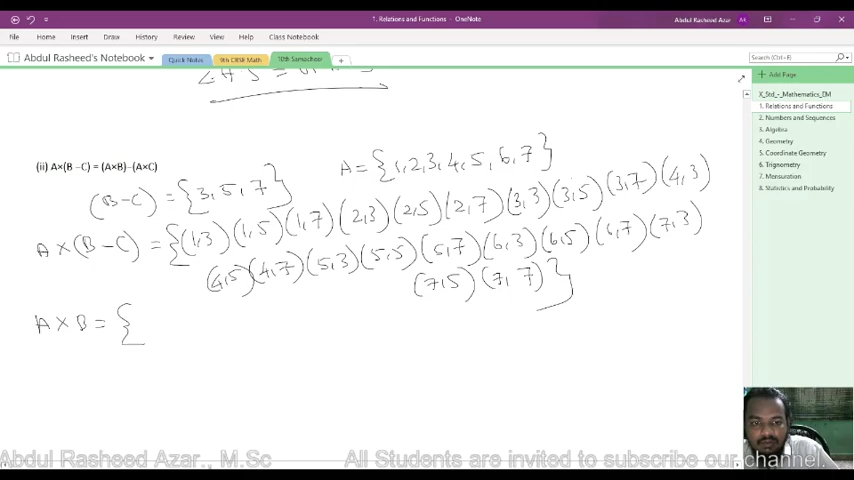 1. Relations and Functions - OneNote
Abdul Rasheed Azar AR
File Home Insert Draw History Review View Help Class Notebook
Abdul Rasheed's Notebook Quick Notes 9th CBSE Math 10th Samacheer
Search (Ctrl+E)
Add Page
X_Std_-_Mathematics_EM
1. Relations and Functions
2. Numbers and Sequences
3. Algebra
4. Geometry
5. Coordinate Geometry
6. Trigonometry
7. Mensuration
8. Statistics and Probability
(ii) A×(B −C) = (A×B)−(A×C)
A = {1,2,3,4,5,6,7}
(B-C) = {3,5,7}
A×(B-C) = {(1,3)(1,5)(1,7)(2,3)(2,5)(2,7)(3,3)(3,5)(3,7)(4,3)
(4,5)(4,7)(5,3)(5,5)(5,7)(6,3)(6,5)(6,7)(7,3)
(7,5)(7,7)}
A×B = {
Abdul Rasheed Azar., M.Sc All Students are invited to subscribe our channel.